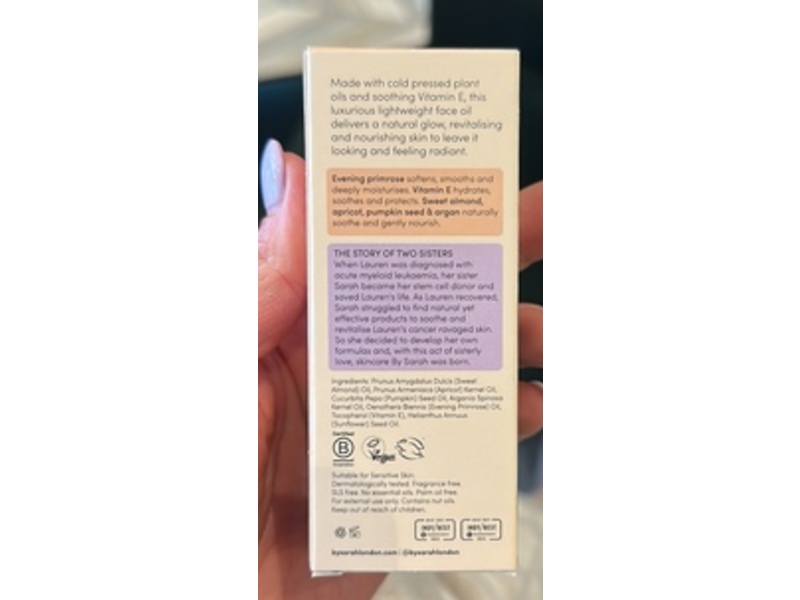 Made with cold pressed plant
oils and soothing Vitamin E, this
luxurious lightweight face oil
delivers a natural glow, revitalising
and nourishing skin to leave it
looking and feeling radiant.
Evening primrose softens, smooths and
deeply moisturises. Vitamin E hydrates,
soothes and protects. Sweet almond,
apricot, pumpkin seed & argan naturally
soothe and gently nourish.
THE STORY OF TWO SISTERS
When Lauren was diagnosed with
acute myeloid leukaemia, her sister
Sarah became her stem cell donor and
saved Lauren's life. As Lauren recovered,
Sarah struggled to find natural yet
effective products to soothe and
revitalise Lauren's cancer ravaged skin.
So she decided to develop her own
formulas and, with this act of sisterly
love, skincare By Sarah was born.
Ingredients: Prunus Amygdalus Dulcis (Sweet
Almond) Oil, Prunus Armeniaca (Apricot) Kernel Oil,
Cucurbita Pepo (Pumpkin) Seed Oil, Argania Spinosa
Kernel Oil, Oenothera Biennis (Evening Primrose) Oil,
Tocopherol (Vitamin E), Helianthus Annuus
(Sunflower) Seed Oil.
Certified
B
Vegan
Suitable for Sensitive Skin.
Dermatologically tested. Fragrance free.
SLS free. No essential oils. Palm oil free.
For external use only. Contains nut oils.
Keep out of reach of children.
INDY/BEST INDY/BEST
bysarahlondon.com | @bysarahlondon